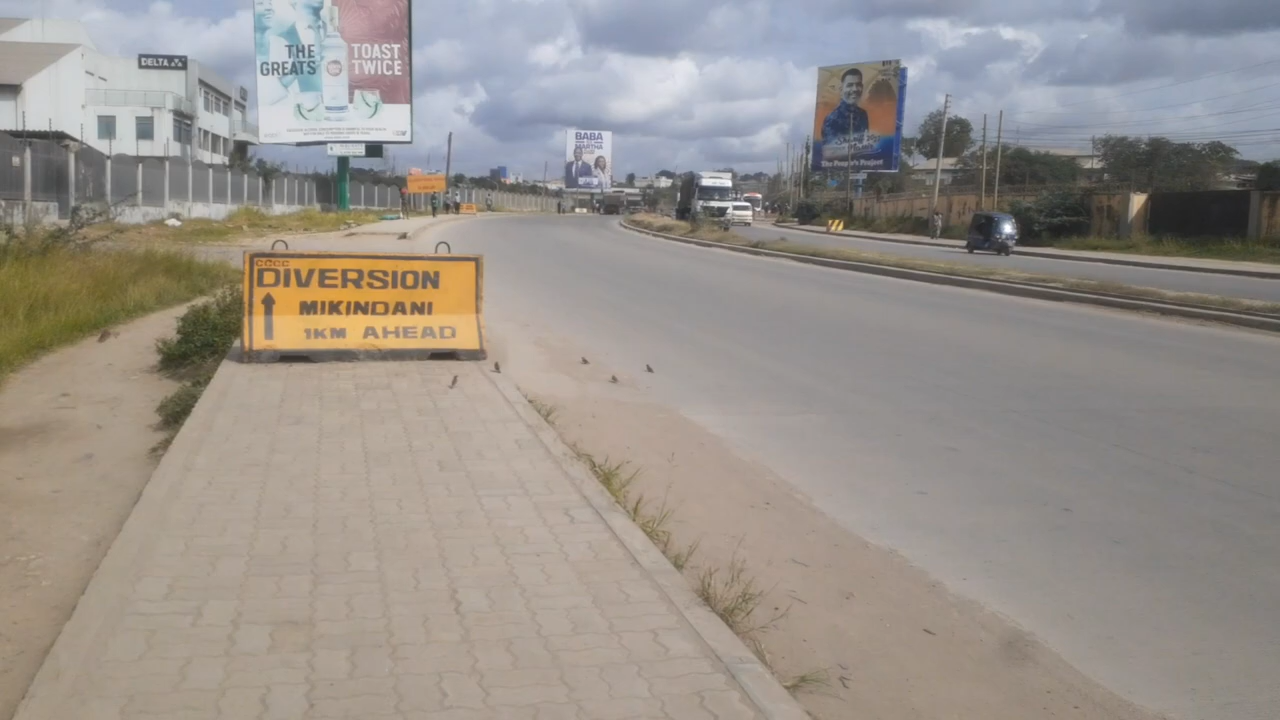 DELTA
THE
GREATS
TOAST
TWICE
BABA
MARTHA
The People's Project
CCCC
DIVERSION
MIKINDANI
1KM AHEAD